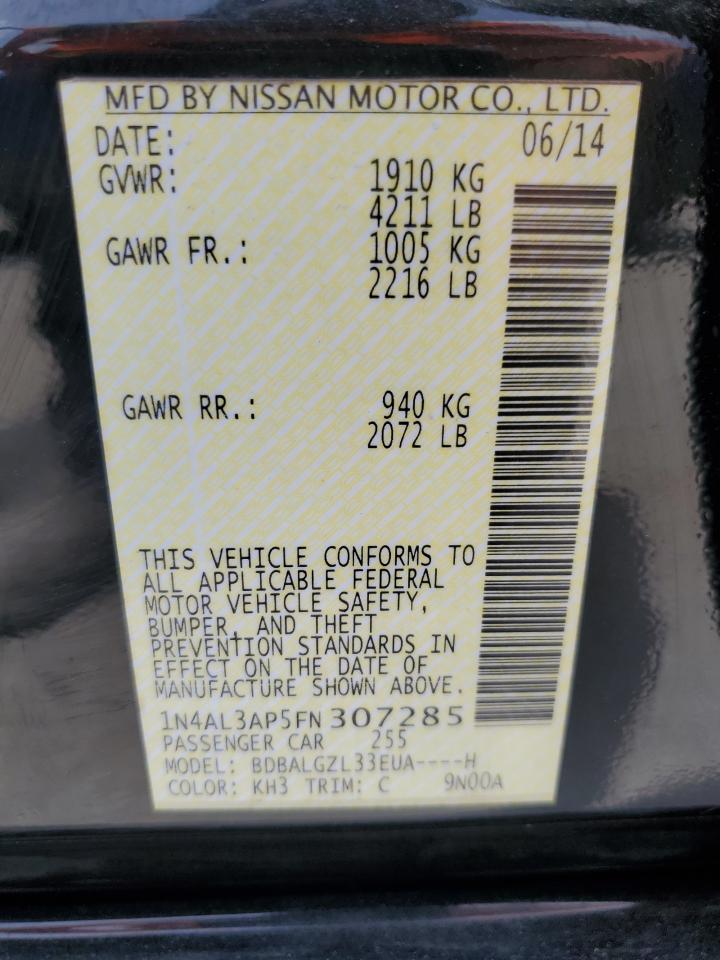 MFD BY NISSAN MOTOR CO., LTD.
DATE: 06/14
GVWR: 1910 KG
4211 LB
GAWR FR.: 1005 KG
2216 LB
GAWR RR.: 940 KG
2072 LB
THIS VEHICLE CONFORMS TO
ALL APPLICABLE FEDERAL
MOTOR VEHICLE SAFETY,
BUMPER, AND THEFT
PREVENTION STANDARDS IN
EFFECT ON THE DATE OF
MANUFACTURE SHOWN ABOVE.
1N4AL3AP5FN307285
PASSENGER CAR 255
MODEL: BDBALGZL33EUA----H
COLOR: KH3 TRIM: C 9N00A